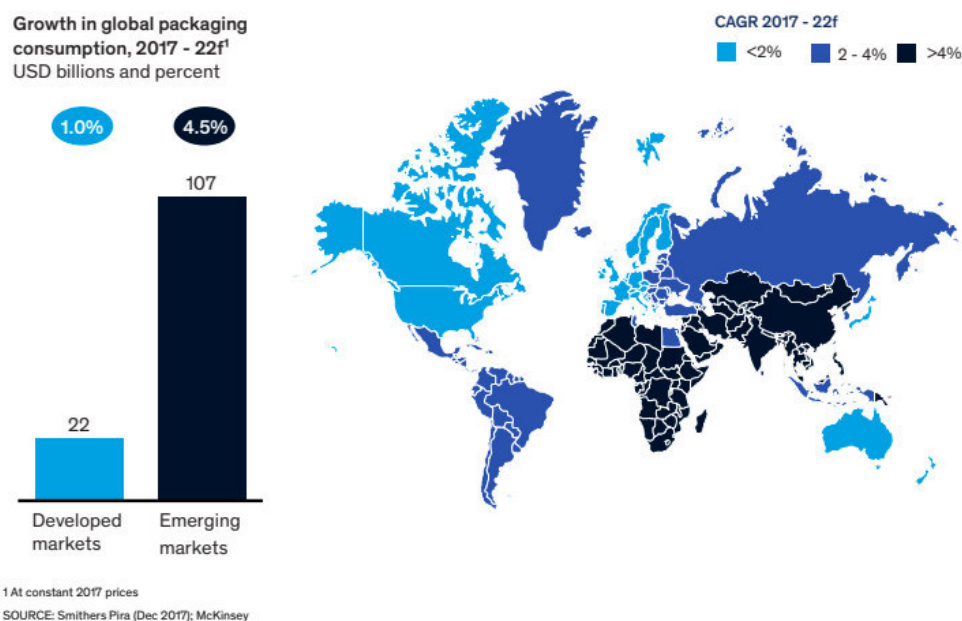 Growth in global packaging
consumption, 2017 - 22f¹
USD billions and percent
CAGR 2017 - 22f
<2%
2 - 4%
>4%
1.0%
4.5%
107
22
Developed
markets
Emerging
markets
1 At constant 2017 prices
SOURCE: Smithers Pira (Dec 2017); McKinsey